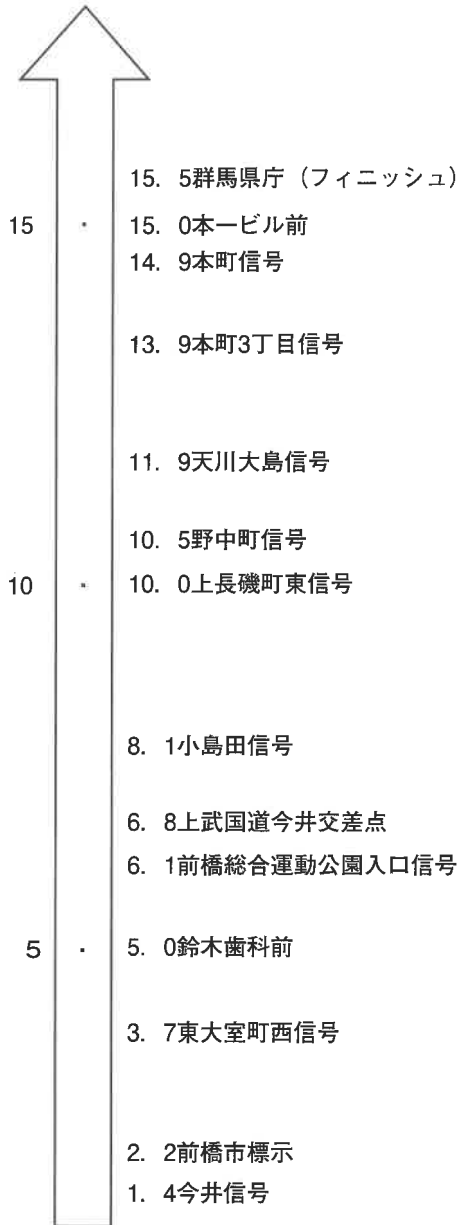 15. 5群馬県庁（フィニッシュ）
15 ・ 15. 0本一ビル前
14. 9本町信号
13. 9本町3丁目信号
11. 9天川大島信号
10. 5野中町信号
10 ・ 10. 0上長磯町東信号
8. 1小島田信号
6. 8上武国道今井交差点
6. 1前橋総合運動公園入口信号
5 ・ 5. 0鈴木歯科前
3. 7東大室町西信号
2. 2前橋市標示
1. 4今井信号